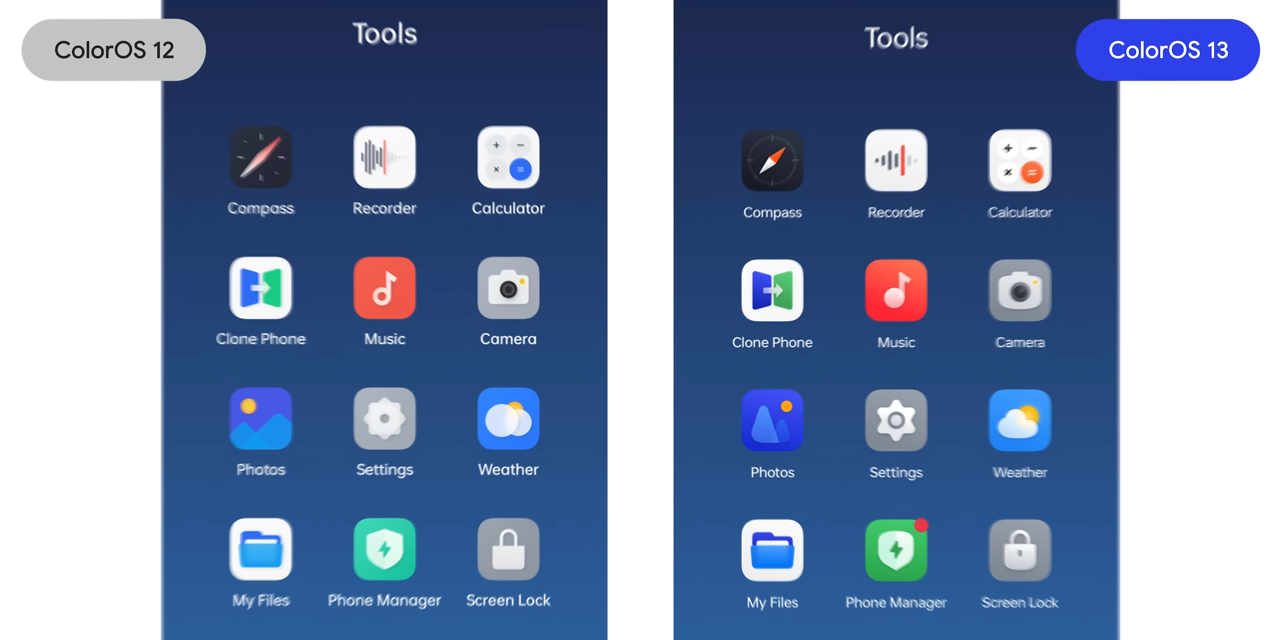 ColorOS 12
Tools
Compass Recorder Calculator
Clone Phone Music Camera
Photos Settings Weather
My Files Phone Manager Screen Lock
ColorOS 13
Tools
Compass Recorder Calculator
Clone Phone Music Camera
Photos Settings Weather
My Files Phone Manager Screen Lock